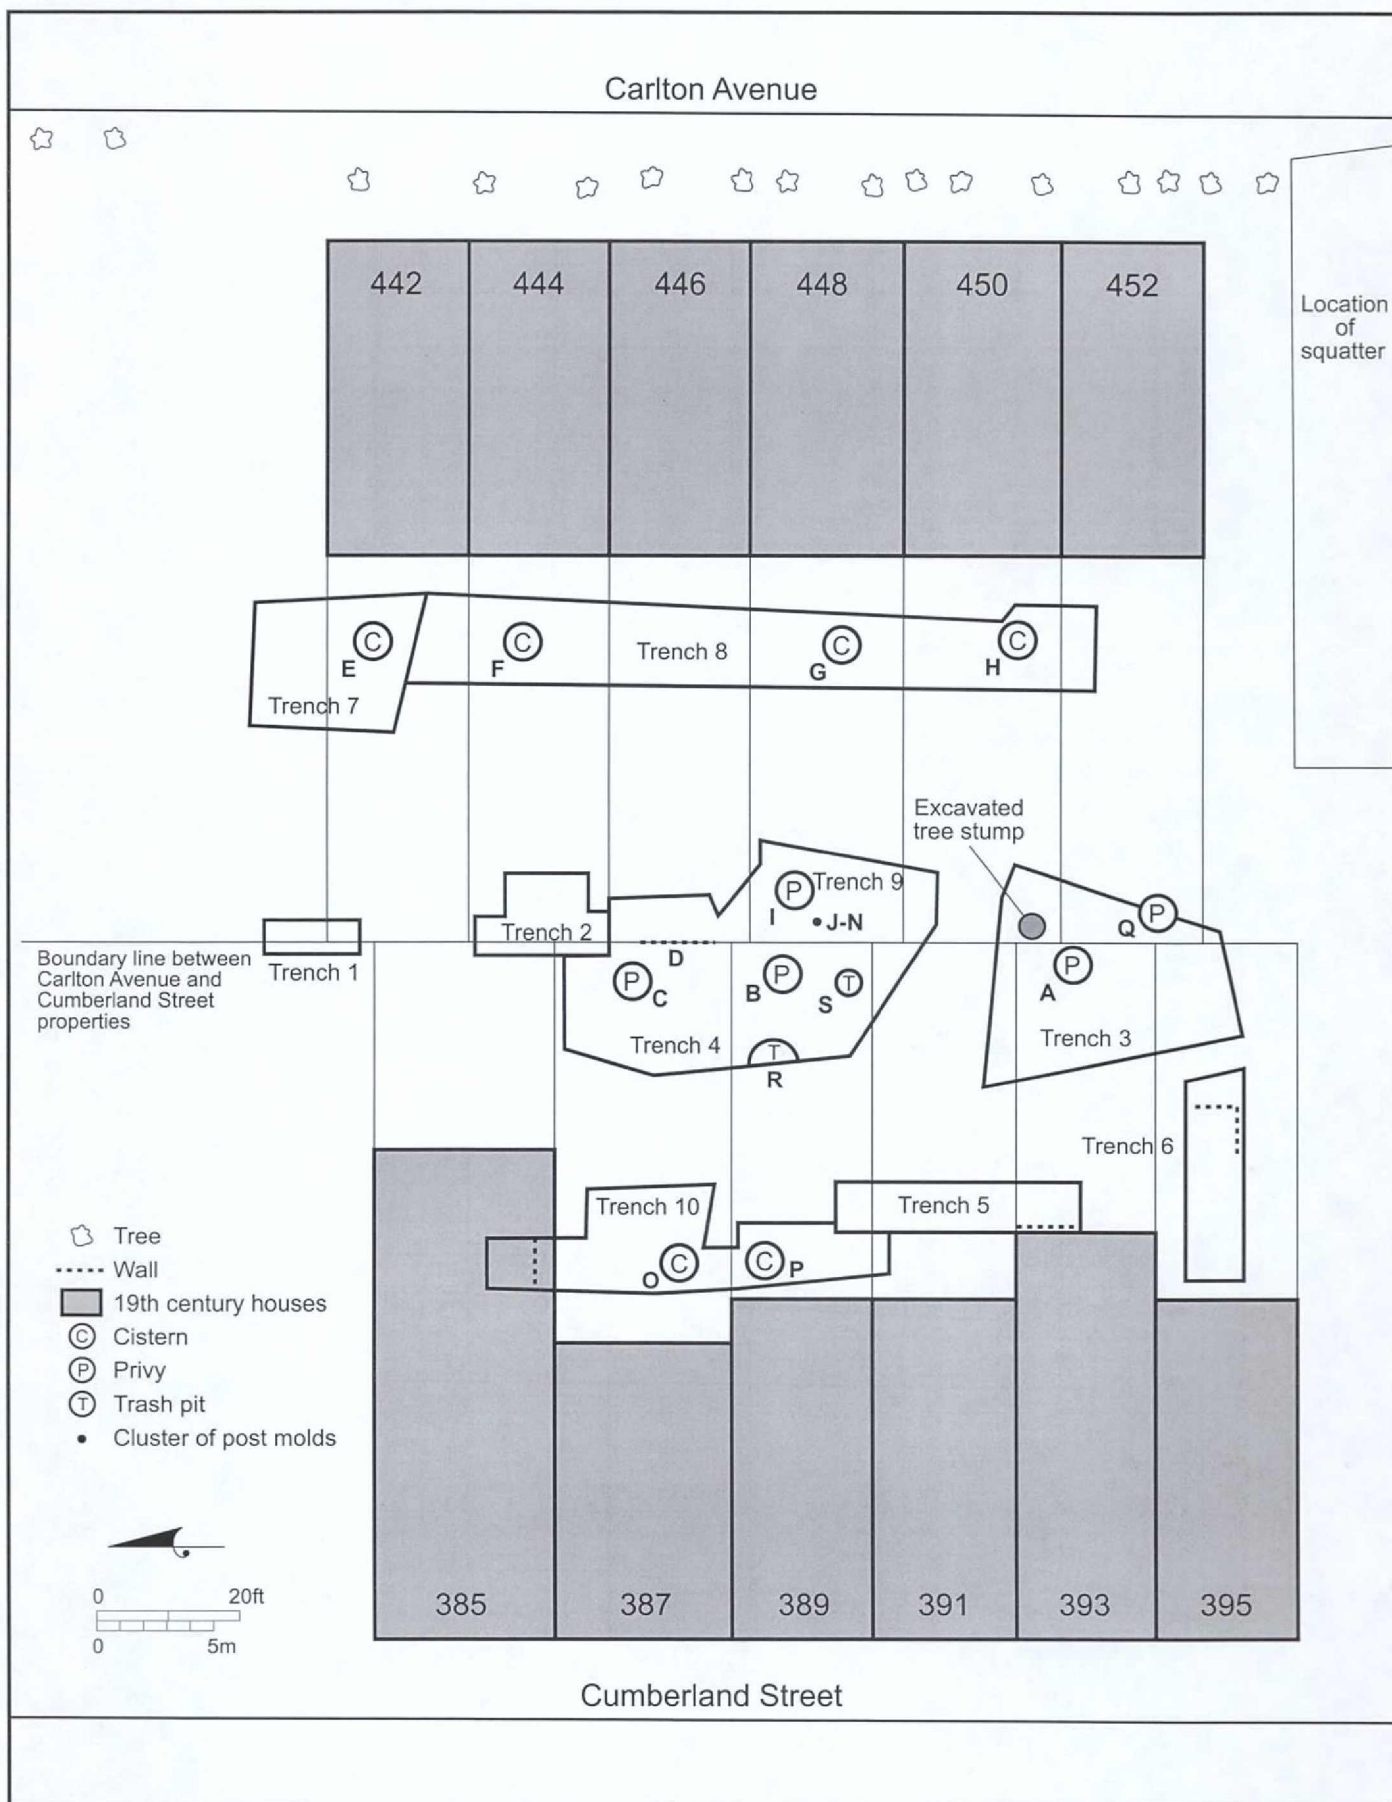 Carlton Avenue
442
444
446
448
450
452
Location
of
squatter
C
E
C
F
Trench 8
C
G
C
H
Trench 7
Excavated
tree stump
P
Trench 9
I
J-N
P
Q
Trench 2
Boundary line between
Carlton Avenue and
Cumberland Street
properties
Trench 1
D
P
C
P
B
T
S
P
A
Trench 4
T
R
Trench 3
Trench 6
Trench 10
Trench 5
C
O
C
P
Tree
Wall
19th century houses
C
Cistern
P
Privy
T
Trash pit
Cluster of post molds
0
20ft
0
5m
385
387
389
391
393
395
Cumberland Street